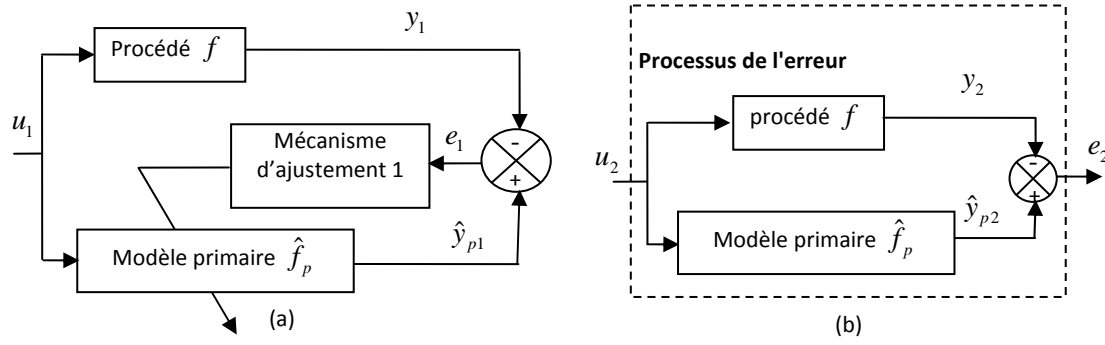 y₁
Procédé f
u₁
Mécanisme
d'ajustement 1
e₁
-
+
ŷₚ₁
Modèle primaire f̂ₚ
(a)
Processus de l'erreur
y₂
procédé f
u₂
-
+
e₂
ŷₚ₂
Modèle primaire f̂ₚ
(b)